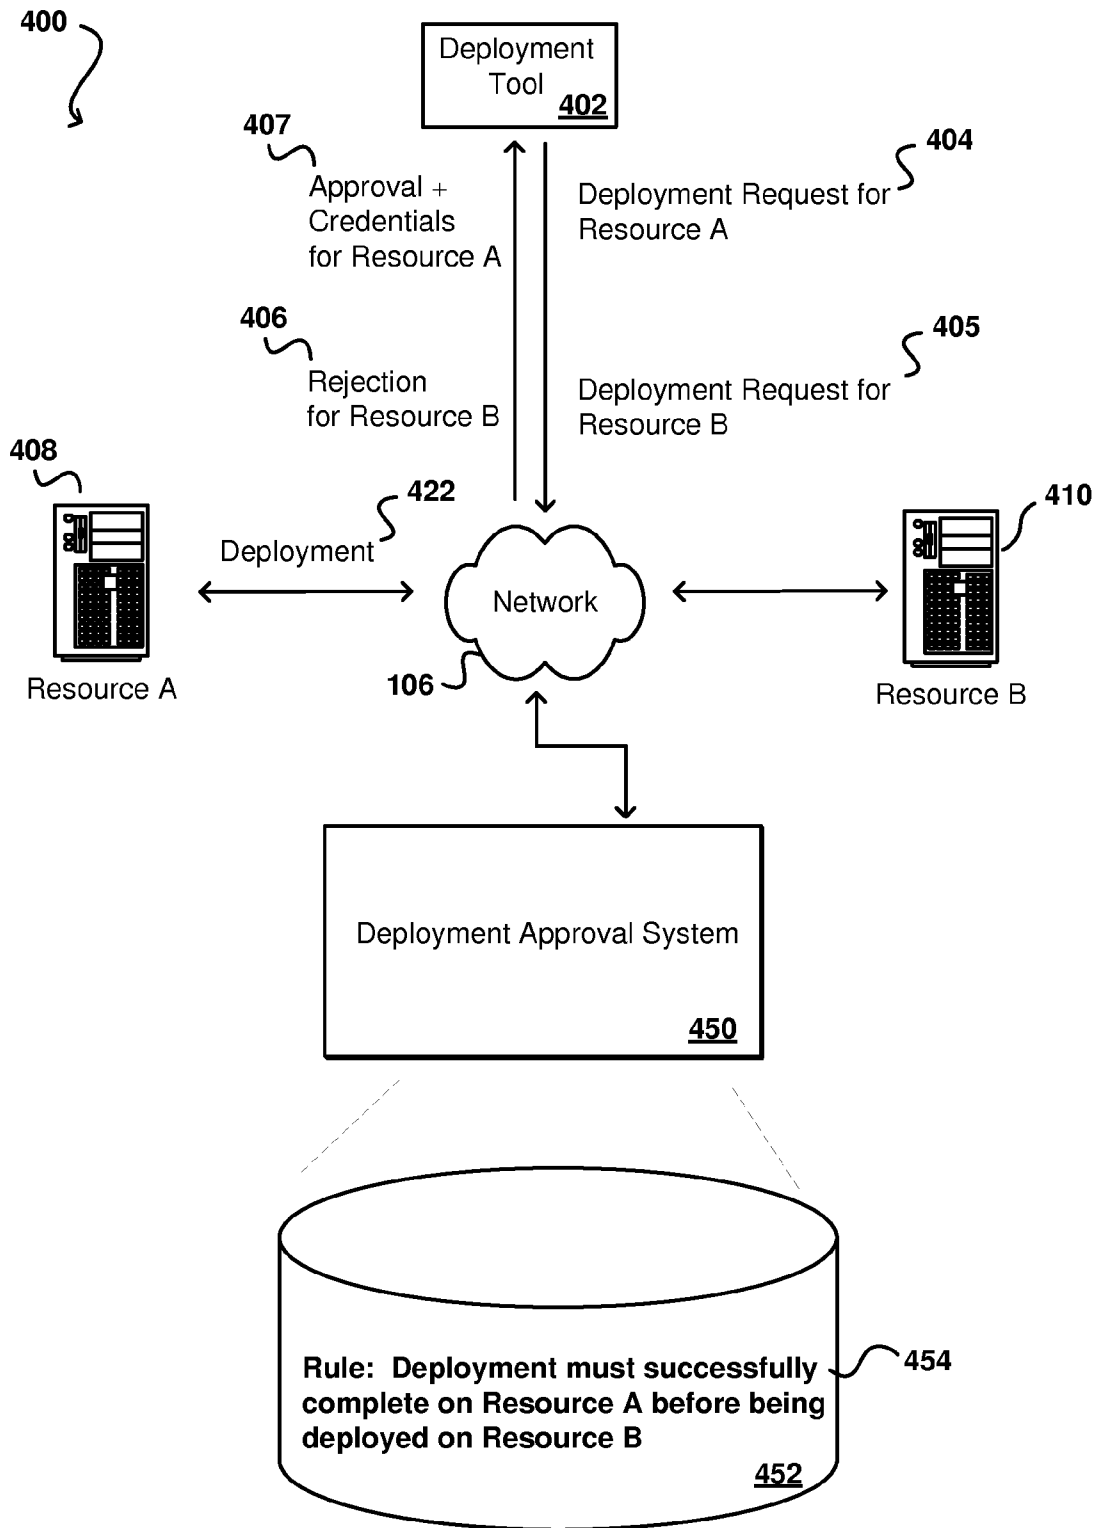 400
Deployment
Tool
402
407
404
Approval +
Credentials
for Resource A
Deployment Request for
Resource A
406
405
Rejection
for Resource B
Deployment Request for
Resource B
408
422
410
Deployment
Network
106
Resource A
Resource B
Deployment Approval System
450
454
Rule: Deployment must successfully
complete on Resource A before being
deployed on Resource B
452